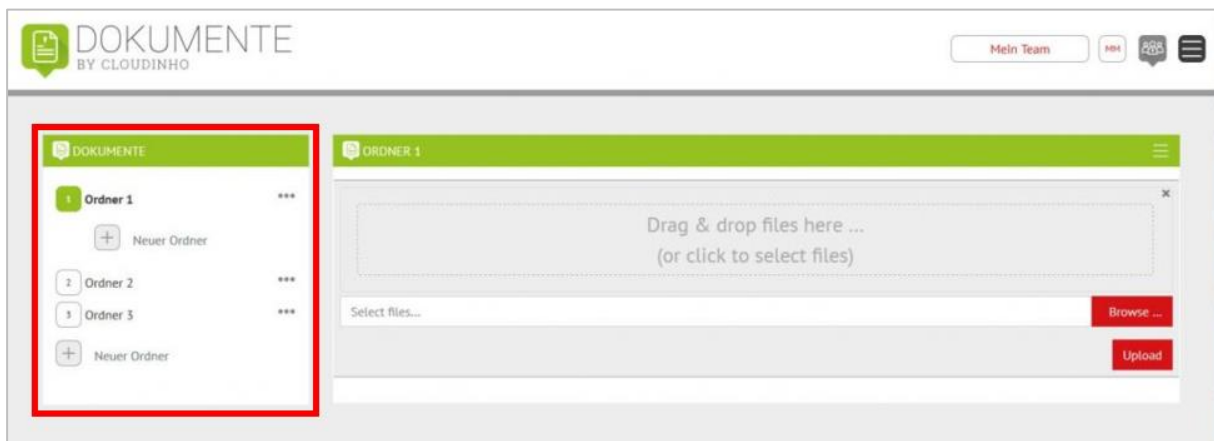 DOKUMENTE
BY CLOUDINHO
Mein Team
MM
DOKUMENTE
1 Ordner 1
Neuer Ordner
2 Ordner 2
3 Ordner 3
Neuer Ordner
ORDNER 1
Drag & drop files here ...
(or click to select files)
Select files...
Browse ...
Upload